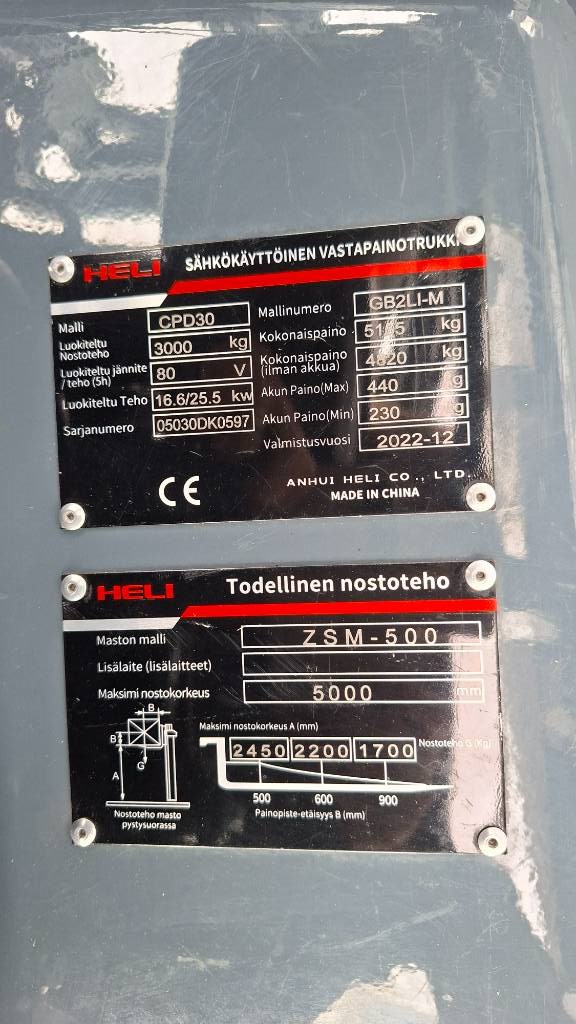 HELI SÄHKÖKÄYTTÖINEN VASTAPAINOTRUKKI
Malli CPD30
Luokiteltu Nostoteho 3000 kg
Luokiteltu jännite / teho (5h) 80 V
Luokiteltu Teho 16.6/25.5 kw
Sarjanumero 05030DK0597
Mallinumero GB2LI-M
Kokonaispaino kg
Kokonaispaino (ilman akkua) 4820 kg
Akun Paino(Max) 440 kg
Akun Paino(Min) 230 kg
Valmistusvuosi 2022-12
CE
ANHUI HELI CO., LTD.
MADE IN CHINA
HELI Todellinen nostoteho
Maston malli ZSM-500
Lisälaite (lisälaitteet)
Maksimi nostokorkeus 5000 mm
B
B
A
G
Nostoteho masto
pystysuorassa
Maksimi nostokorkeus A (mm)
2450 2200 1700 Nostoteho G (Kg)
500 600 900
Painopiste-etäisyys B (mm)